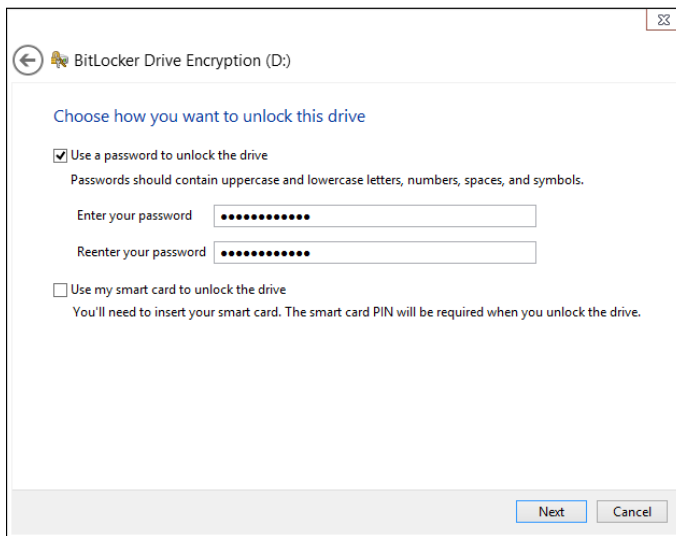 BitLocker Drive Encryption (D:)
Choose how you want to unlock this drive
Use a password to unlock the drive
Passwords should contain uppercase and lowercase letters, numbers, spaces, and symbols.
Enter your password ••••••••••••
Reenter your password ••••••••••••
Use my smart card to unlock the drive
You'll need to insert your smart card. The smart card PIN will be required when you unlock the drive.
Next Cancel